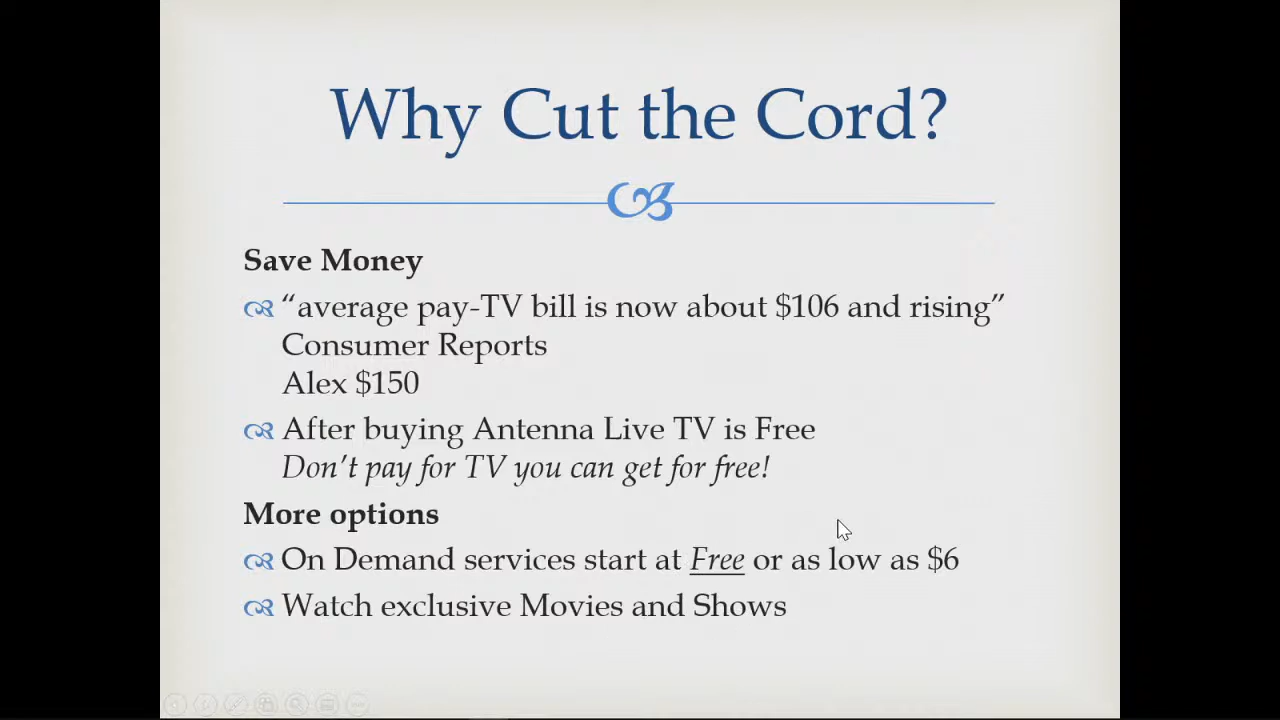 Why Cut the Cord?
Save Money
“average pay-TV bill is now about $106 and rising”
Consumer Reports
Alex $150
After buying Antenna Live TV is Free
Don’t pay for TV you can get for free!
More options
On Demand services start at Free or as low as $6
Watch exclusive Movies and Shows